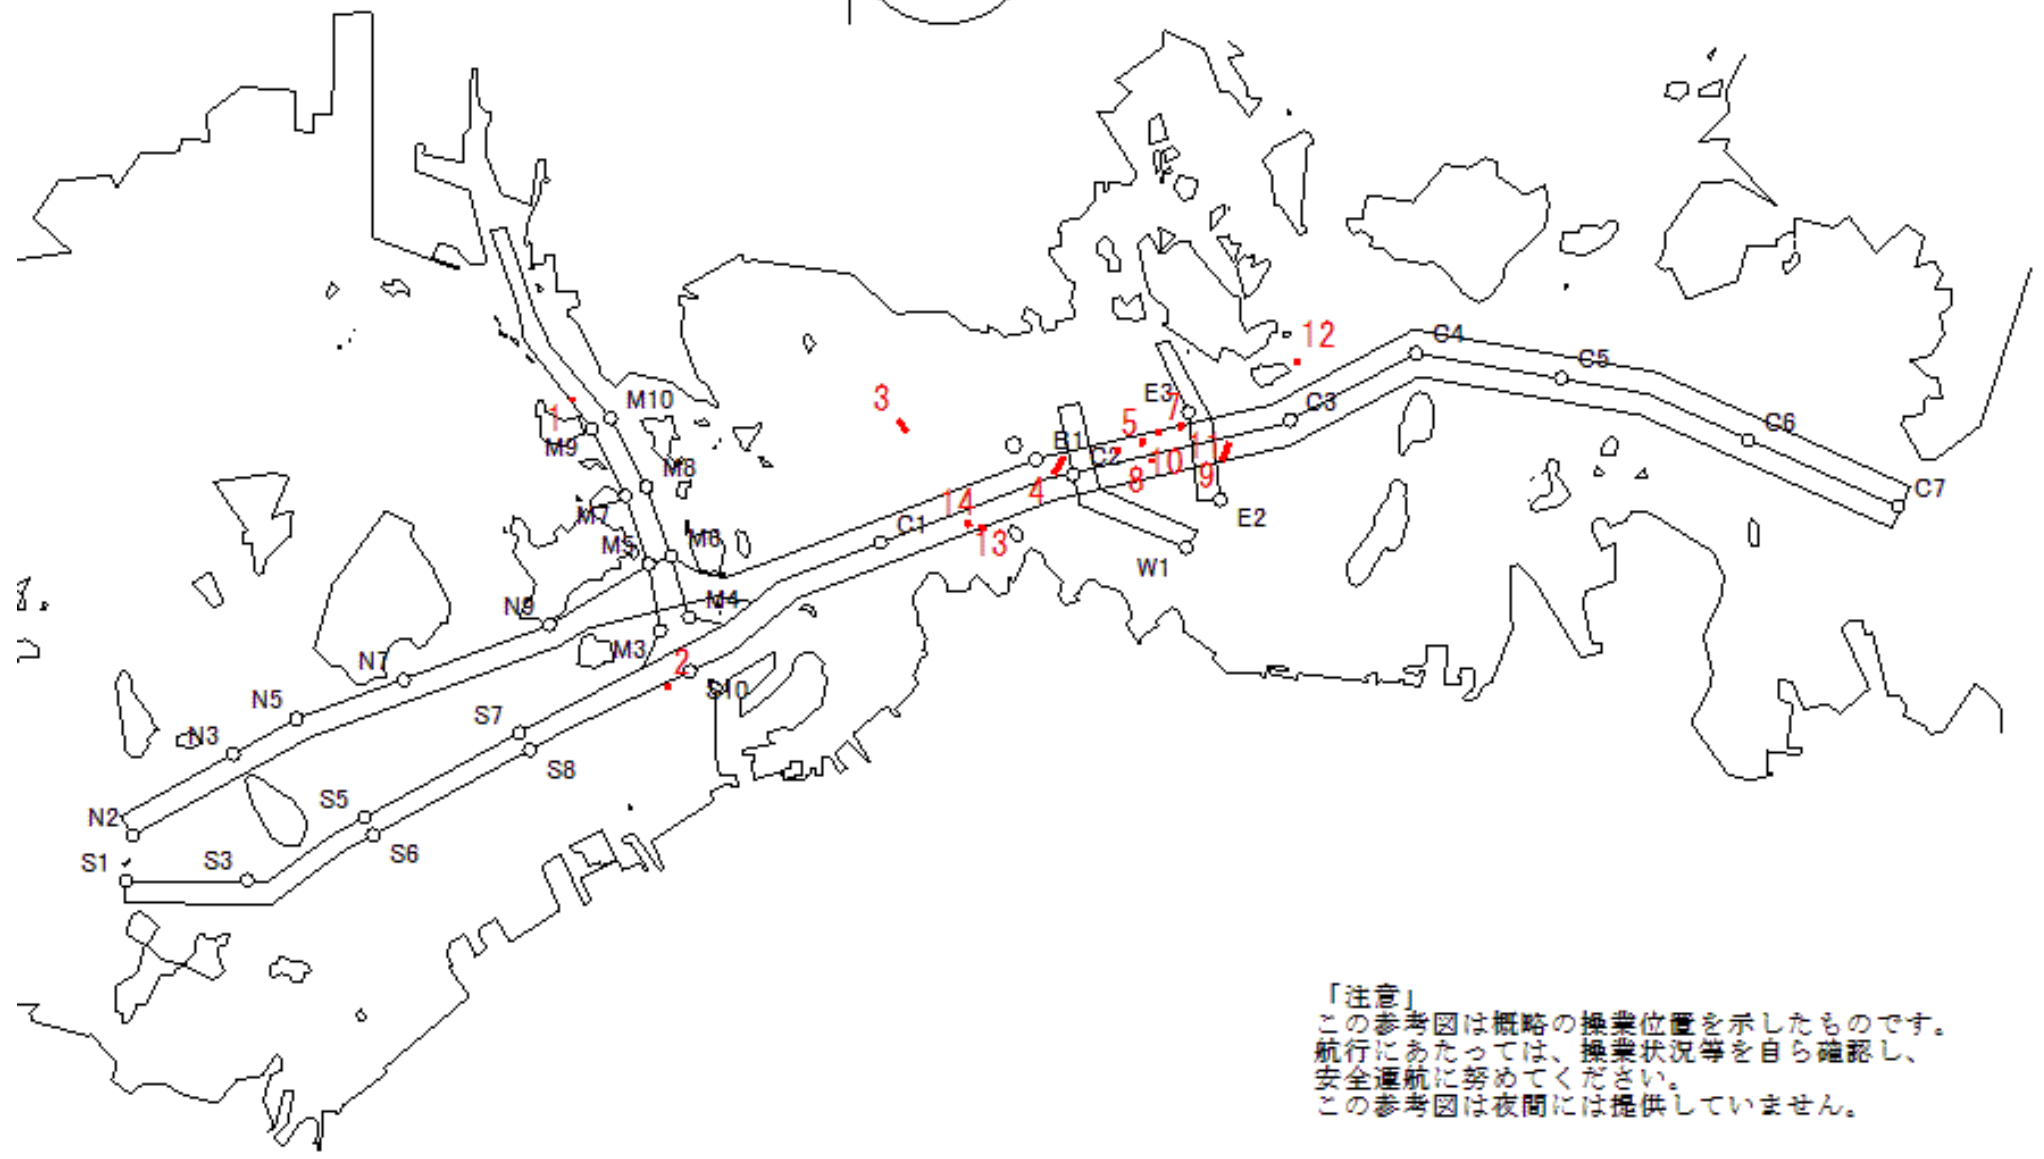 12
C4
C5
3
M10
E3
7
C3
5
1
B1
11
C6
M9
C2
10
M8
4
8
9
C7
M7
14
C1
E2
M5
M6
13
W1
N9
M4
M3
2
N7
S10
N5
S7
N3
S8
S5
N2
S6
S1
S3
「注意」
この参考図は概略の操業位置を示したものです。
航行にあたっては、操業状況等を自ら確認し、
安全運航に努めてください。
この参考図は夜間には提供していません。